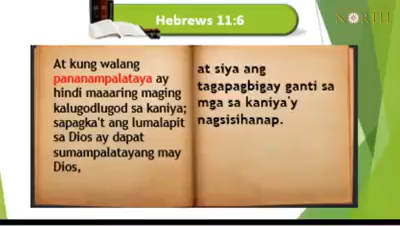 Hebrews 11:6
NORTH
At kung walang
pananampalataya ay
hindi maaaring maging
kalugodlugod sa kaniya;
sapagka't ang lumalapit
sa Dios ay dapat
sumampalatayang may
Dios,
at siya ang
tagapagbigay ganti sa
mga sa kaniya'y
nagsisihanap.